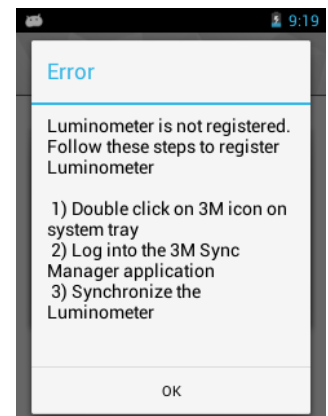 9:19
Error
Luminometer is not registered.
Follow these steps to register
Luminometer
1) Double click on 3M icon on
system tray
2) Log into the 3M Sync
Manager application
3) Synchronize the
Luminometer
OK